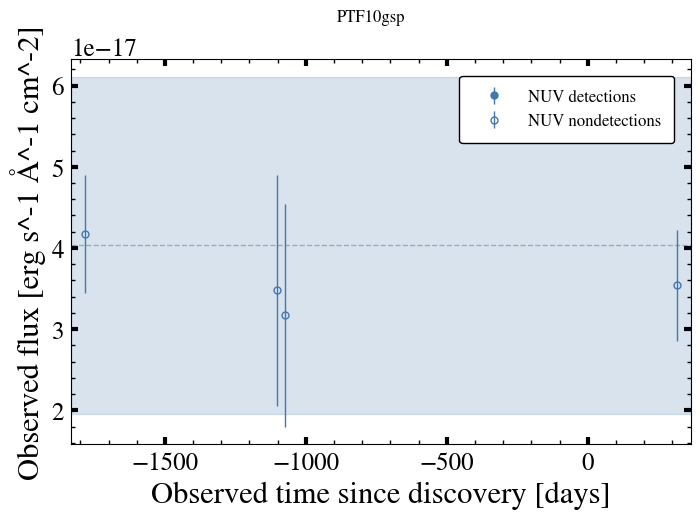 PTF10gsp
1e−17
Observed flux [erg s^-1 Å^-1 cm^-2]
6
5
4
3
2
NUV detections
NUV nondetections
−1500
−1000
−500
0
Observed time since discovery [days]